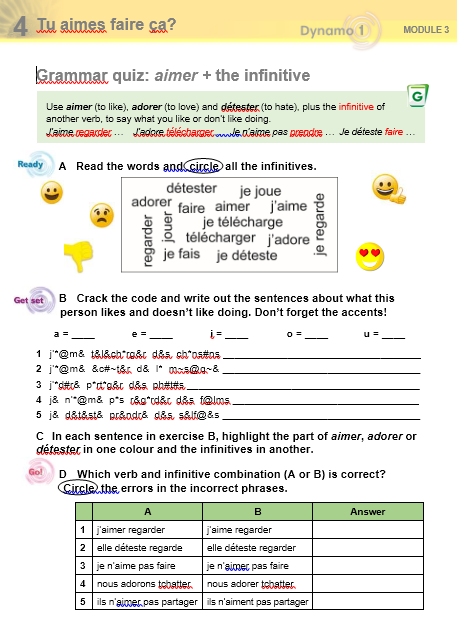 4 Tu aimes faire ça?
Dynamo 1
MODULE 3
Grammar quiz: aimer + the infinitive
G
Use aimer (to like), adorer (to love) and détester (to hate), plus the infinitive of
another verb, to say what you like or don't like doing.
J'aime regarder … J'adore télécharger … Je n'aime pas prendre … Je déteste faire …
Ready
A Read the words and circle all the infinitives.
détester je joue
adorer faire aimer j'aime
je télécharge
télécharger j'adore
je fais je déteste
regarder
jouer
je regarde
Get set
B Crack the code and write out the sentences about what this
person likes and doesn't like doing. Don't forget the accents!
a = ____ e = ____ i = ____ o = ____ u = ____
1 j'*@m& t&l&ch*rg&r d&s ch*ns#ns
2 j'*@m& &c#~t&r d& l* m~s@q~&
3 j'*d#r& p*rt*g&r d&s ph#t#s
4 j& n'*@m& p*s r&g*rd&r d&s f@lms
5 j& d&t&st& pr&ndr& d&s s&lf@&s
C In each sentence in exercise B, highlight the part of aimer, adorer or
détester in one colour and the infinitives in another.
Go!
D Which verb and infinitive combination (A or B) is correct?
Circle the errors in the incorrect phrases.
A B Answer
1 j'aimer regarder j'aime regarder
2 elle déteste regarde elle déteste regarder
3 je n'aime pas faire je n'aimer pas faire
4 nous adorons tchatter nous adorer tchatter
5 ils n'aimer pas partager ils n'aiment pas partager